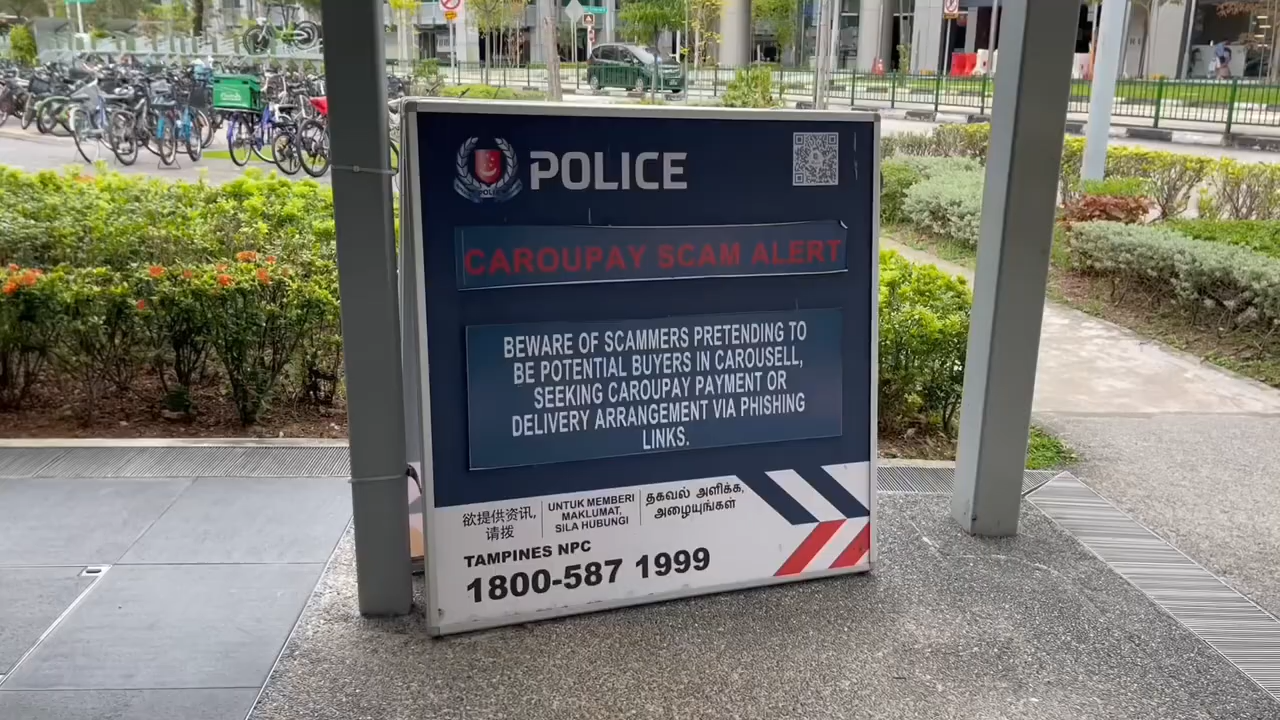 POLICE
POLICE
CAROUPAY SCAM ALERT
BEWARE OF SCAMMERS PRETENDING TO
BE POTENTIAL BUYERS IN CAROUSELL,
SEEKING CAROUPAY PAYMENT OR
DELIVERY ARRANGEMENT VIA PHISHING
LINKS.
欲提供资讯,
请拨
UNTUK MEMBERI
MAKLUMAT,
SILA HUBUNGI
தகவல் அளிக்க,
அழையுங்கள்
TAMPINES NPC
1800-587 1999